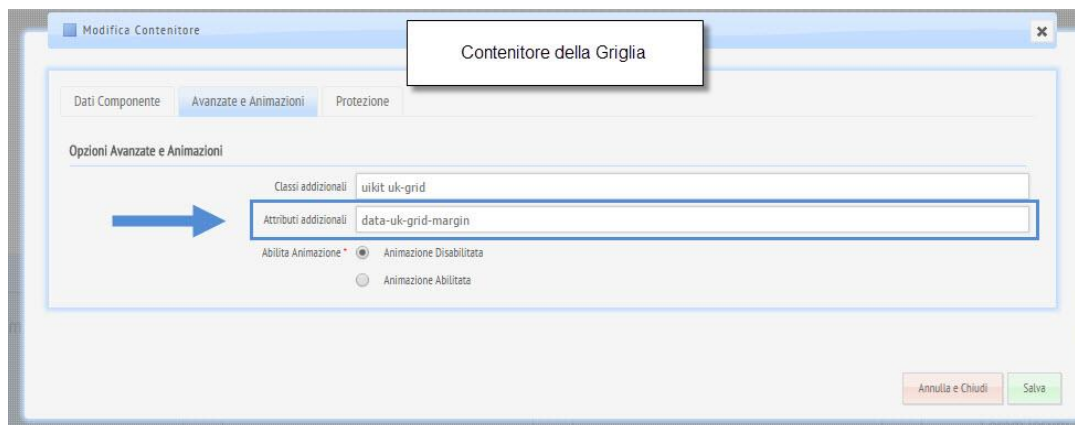 Modifica Contenitore
Contenitore della Griglia
Dati Componente Avanzate e Animazioni Protezione
Opzioni Avanzate e Animazioni
Classi addizionali uikit uk-grid
Attributi addizionali data-uk-grid-margin
Abilita Animazione * Animazione Disabilitata
Animazione Abilitata
Annulla e Chiudi Salva